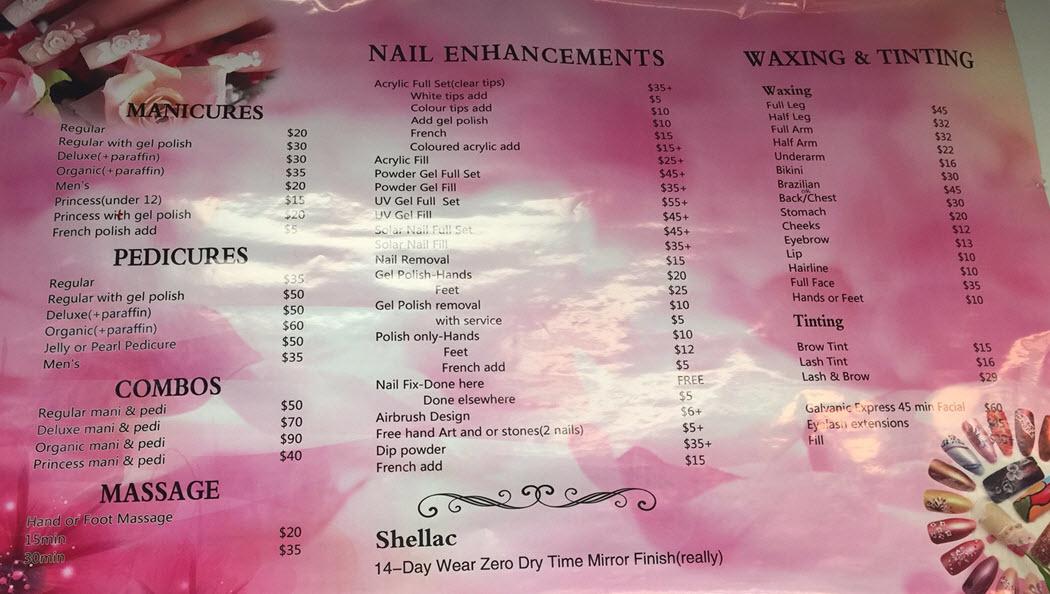 MANICURES
Regular $20
Regular with gel polish $30
Deluxe(+paraffin) $30
Organic(+paraffin) $35
Men's $20
Princess(under 12) $15
Princess with gel polish $20
French polish add $5
PEDICURES
Regular $35
Regular with gel polish $50
Deluxe(+paraffin) $50
Organic(+paraffin) $60
Jelly or Pearl Pedicure $50
Men's $35
COMBOS
Regular mani & pedi $50
Deluxe mani & pedi $70
Organic mani & pedi $90
Princess mani & pedi $40
MASSAGE
Hand or Foot Massage
15min $20
30min $35
NAIL ENHANCEMENTS
Acrylic Full Set(clear tips) $35+
White tips add $5
Colour tips add $10
Add gel polish $10
French $15
Coloured acrylic add $15+
Acrylic Fill $25+
Powder Gel Full Set $45+
Powder Gel Fill $35+
UV Gel Full Set $55+
UV Gel Fill $45+
Solar Nail Full Set $45+
Solar Nail Fill $35+
Nail Removal $15
Gel Polish-Hands $20
Feet $25
Gel Polish removal $10
with service $5
Polish only-Hands $10
Feet $12
French add $5
Nail Fix-Done here FREE
Done elsewhere $5
Airbrush Design $6+
Free hand Art and or stones(2 nails) $5+
Dip powder $35+
French add $15
Shellac
14-Day Wear Zero Dry Time Mirror Finish(really)
WAXING & TINTING
Waxing
Full Leg $45
Half Leg $32
Full Arm $32
Half Arm $22
Underarm $16
Bikini $30
Brazilian $45
Back/Chest $30
Stomach $20
Cheeks $12
Eyebrow $13
Lip $10
Hairline $10
Full Face $35
Hands or Feet $10
Tinting
Brow Tint $15
Lash Tint $16
Lash & Brow $29
Galvanic Express 45 min Facial $60
Eyelash extensions
Fill